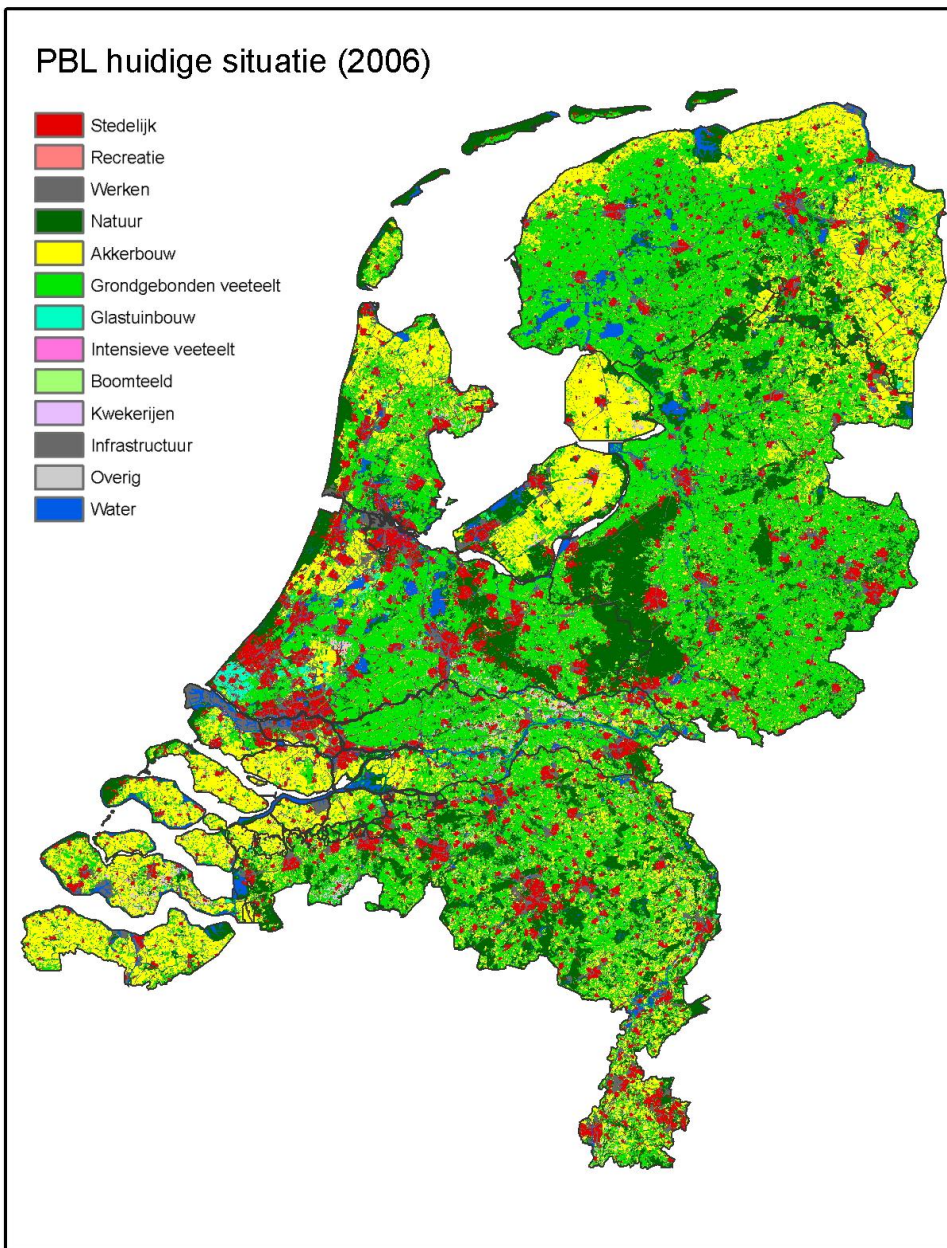 PBL huidige situatie (2006)
Stedelijk
Recreatie
Werken
Natuur
Akkerbouw
Grondgebonden veeteelt
Glastuinbouw
Intensieve veeteelt
Boomteeld
Kwekerijen
Infrastructuur
Overig
Water